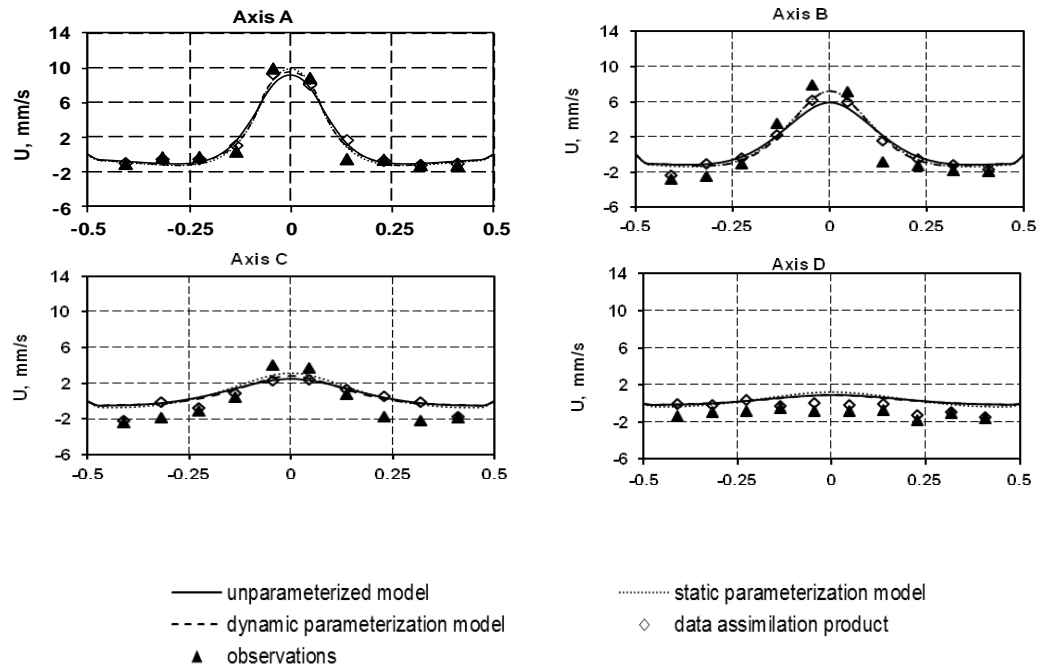 Axis A
14
10
6
2
-2
-6
U, mm/s
-0.5 -0.25 0 0.25 0.5
Axis B
14
10
6
2
-2
-6
U, mm/s
-0.5 -0.25 0 0.25 0.5
Axis C
14
10
6
2
-2
-6
U, mm/s
-0.5 -0.25 0 0.25 0.5
Axis D
14
10
6
2
-2
-6
U, mm/s
-0.5 -0.25 0 0.25 0.5
unparameterized model
static parameterization model
dynamic parameterization model
data assimilation product
observations